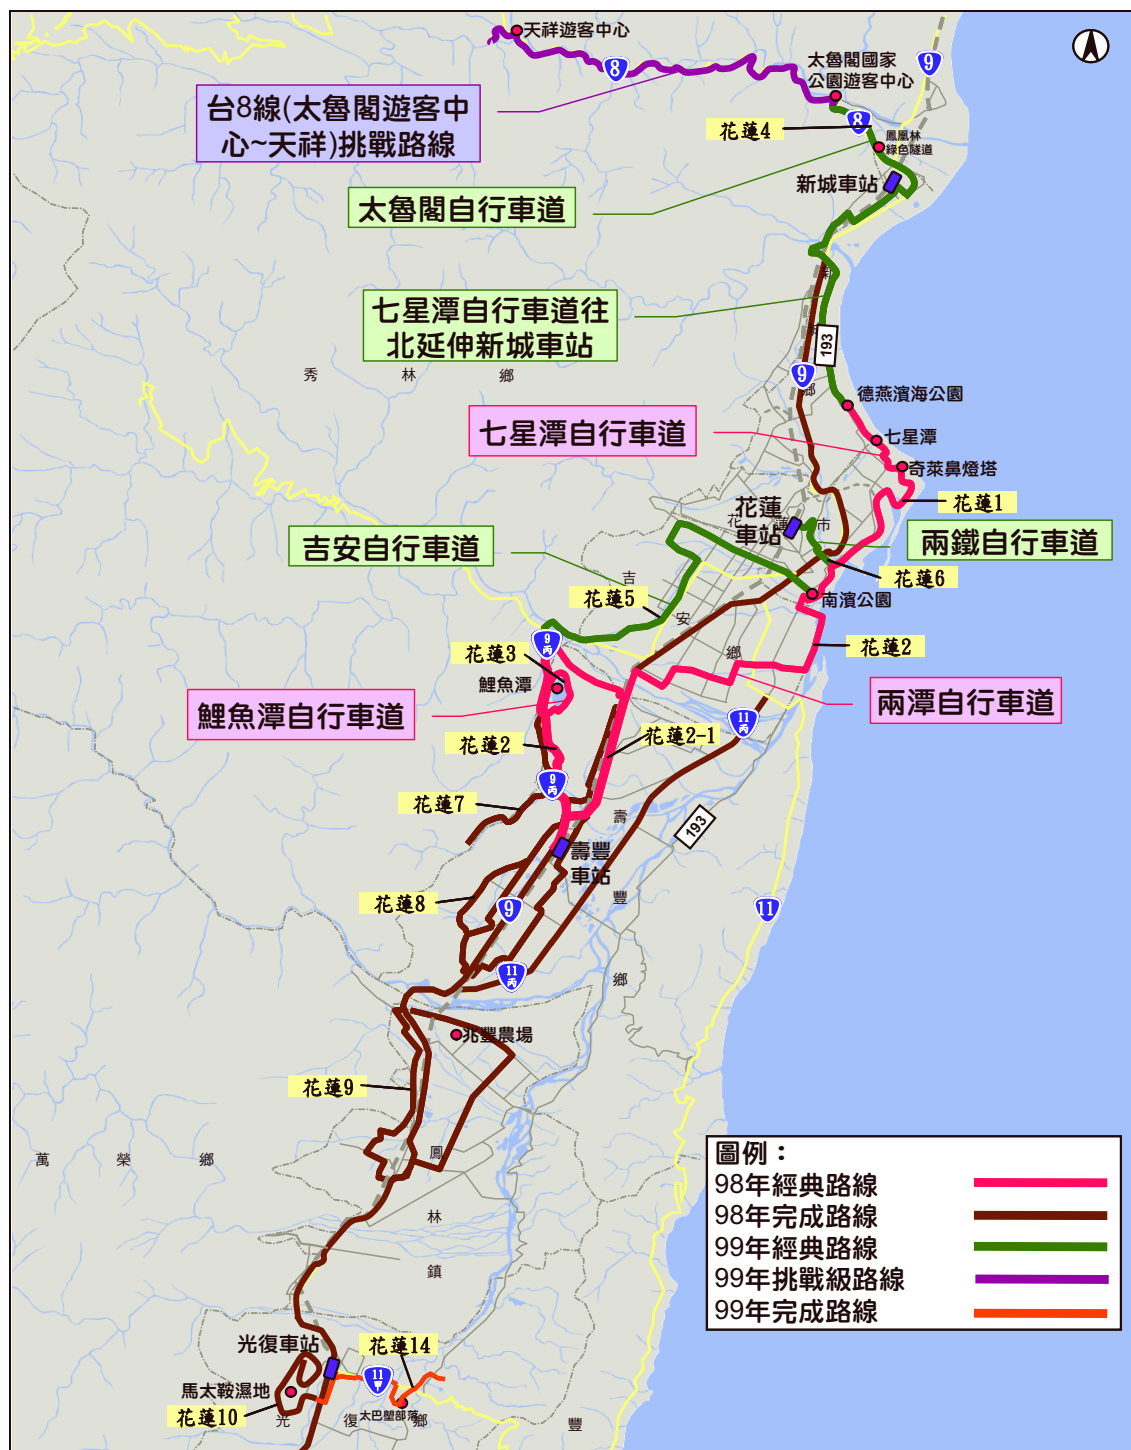 天祥遊客中心
8
太魯閣國家
公園遊客中心
9
台8線(太魯閣遊客中
心~天祥)挑戰路線
花蓮4
8
鳳凰林
綠色隧道
新城車站
太魯閣自行車道
新
七星潭自行車道往
北延伸新城車站
城
193
秀林鄉
9
鄉
德燕濱海公園
七星潭自行車道
七星潭
奇萊鼻燈塔
花蓮1
花蓮
車站
花蓮市
吉安自行車道
兩鐵自行車道
花蓮6
吉
花蓮5
南濱公園
安
9
丙
花蓮3
鄉
花蓮2
鯉魚潭
鯉魚潭自行車道
兩潭自行車道
11
丙
花蓮2
花蓮2-1
9
丙
花蓮7
壽
193
壽豐
車站
花蓮8
豐
9
11
11
丙
鄉
兆豐農場
花蓮9
鳳
萬榮鄉
圖例：
98年經典路線
98年完成路線
99年經典路線
99年挑戰級路線
99年完成路線
林
鎮
光復車站
花蓮14
11
甲
馬太鞍濕地
花蓮10
太巴塱部落
光復鄉
豐